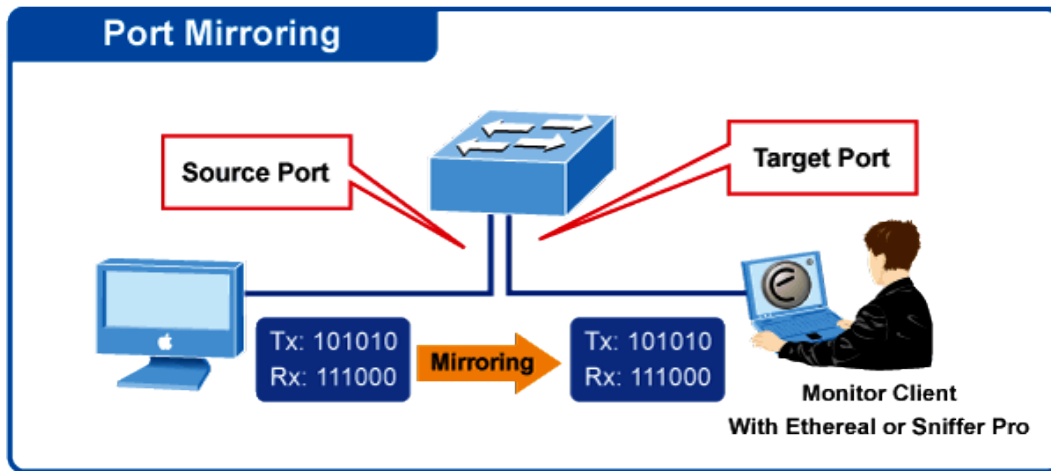 Port Mirroring
Source Port
Target Port
Tx: 101010
Rx: 111000
Mirroring
Tx: 101010
Rx: 111000
Monitor Client
With Ethereal or Sniffer Pro